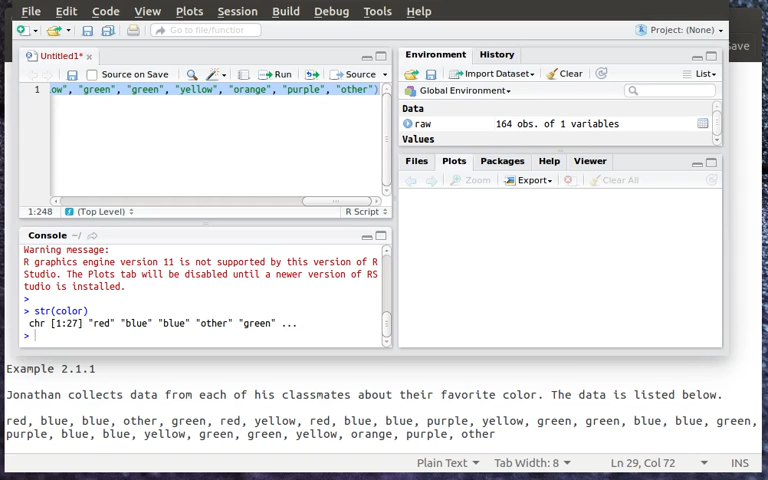 File Edit Code View Plots Session Build Debug Tools Help
Go to file/function
Project: (None)
Save
Untitled1*
Source on Save Run Source
1 ow", "green", "green", "yellow", "orange", "purple", "other")
1:248 (Top Level) R Script
Console ~/
Warning message:
R graphics engine version 11 is not supported by this version of R
Studio. The Plots tab will be disabled until a newer version of RS
tudio is installed.
>
> str(color)
chr [1:27] "red" "blue" "blue" "other" "green" ...
>
Environment History
Import Dataset Clear List
Global Environment
Data
raw 164 obs. of 1 variables
Values
Files Plots Packages Help Viewer
Zoom Export Clear All
Example 2.1.1
Jonathan collects data from each of his classmates about their favorite color. The data is listed below.
red, blue, blue, other, green, red, yellow, red, blue, blue, purple, yellow, green, green, blue, blue, green,
purple, blue, blue, yellow, green, green, yellow, orange, purple, other
Plain Text Tab Width: 8 Ln 29, Col 72 INS